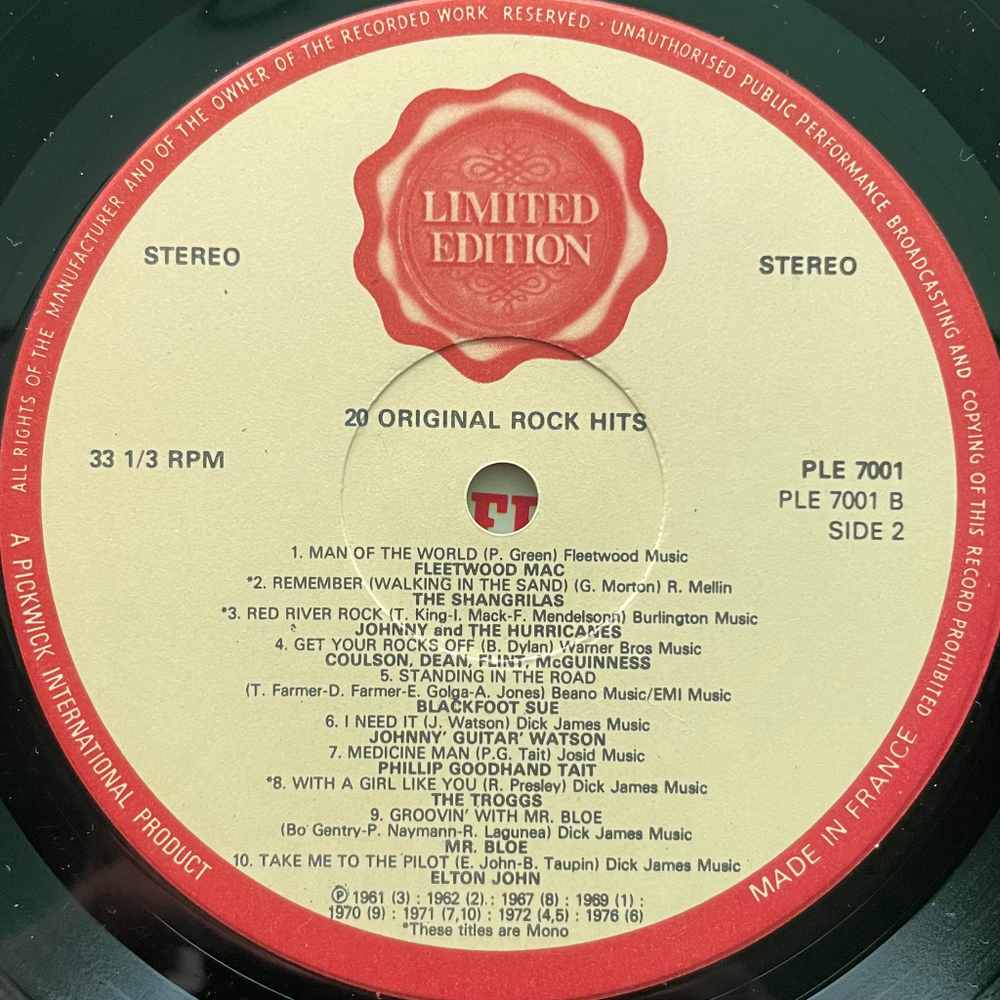 ALL RIGHTS OF THE MANUFACTURER AND OF THE OWNER OF THE RECORDED WORK RESERVED · UNAUTHORISED PUBLIC PERFORMANCE BROADCASTING AND COPYING OF THIS RECORD PROHIBITED
LIMITED
EDITION
STEREO
STEREO
20 ORIGINAL ROCK HITS
33 1/3 RPM
PLE 7001
PLE 7001 B
SIDE 2
1. MAN OF THE WORLD (P. Green) Fleetwood Music
FLEETWOOD MAC
*2. REMEMBER (WALKING IN THE SAND) (G. Morton) R. Mellin
THE SHANGRILAS
*3. RED RIVER ROCK (T. King-I. Mack-F. Mendelsonn) Burlington Music
JOHNNY and THE HURRICANES
4. GET YOUR ROCKS OFF (B. Dylan) Warner Bros Music
COULSON, DEAN, FLINT, McGUINNESS
5. STANDING IN THE ROAD
(T. Farmer-D. Farmer-E. Golga-A. Jones) Beano Music/EMI Music
BLACKFOOT SUE
6. I NEED IT (J. Watson) Dick James Music
JOHNNY' GUITAR' WATSON
7. MEDICINE MAN (P.G. Tait) Josid Music
PHILLIP GOODHAND TAIT
*8. WITH A GIRL LIKE YOU (R. Presley) Dick James Music
THE TROGGS
9. GROOVIN' WITH MR. BLOE
(Bo Gentry-P. Naymann-R. Lagunea) Dick James Music
MR. BLOE
10. TAKE ME TO THE PILOT (E. John-B. Taupin) Dick James Music
ELTON JOHN
℗ 1961 (3) : 1962 (2). : 1967 (8) : 1969 (1) :
1970 (9) : 1971 (7,10) : 1972 (4,5) : 1976 (6)
*These titles are Mono
A PICKWICK INTERNATIONAL PRODUCT
MADE IN FRANCE